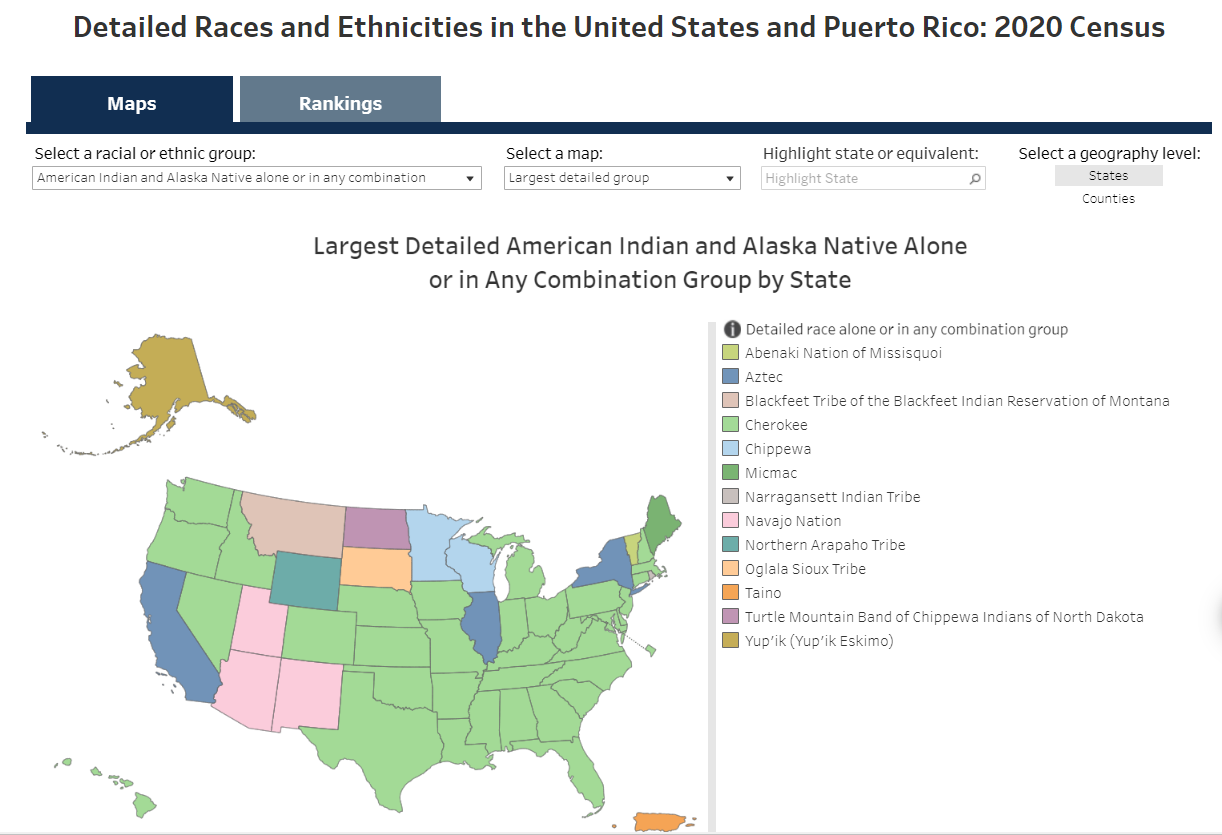 Detailed Races and Ethnicities in the United States and Puerto Rico: 2020 Census
Maps
Rankings
Select a racial or ethnic group:
American Indian and Alaska Native alone or in any combination
Select a map:
Largest detailed group
Highlight state or equivalent:
Highlight State
Select a geography level:
States
Counties
Largest Detailed American Indian and Alaska Native Alone
or in Any Combination Group by State
Detailed race alone or in any combination group
Abenaki Nation of Missisquoi
Aztec
Blackfeet Tribe of the Blackfeet Indian Reservation of Montana
Cherokee
Chippewa
Micmac
Narragansett Indian Tribe
Navajo Nation
Northern Arapaho Tribe
Oglala Sioux Tribe
Taino
Turtle Mountain Band of Chippewa Indians of North Dakota
Yup’ik (Yup’ik Eskimo)